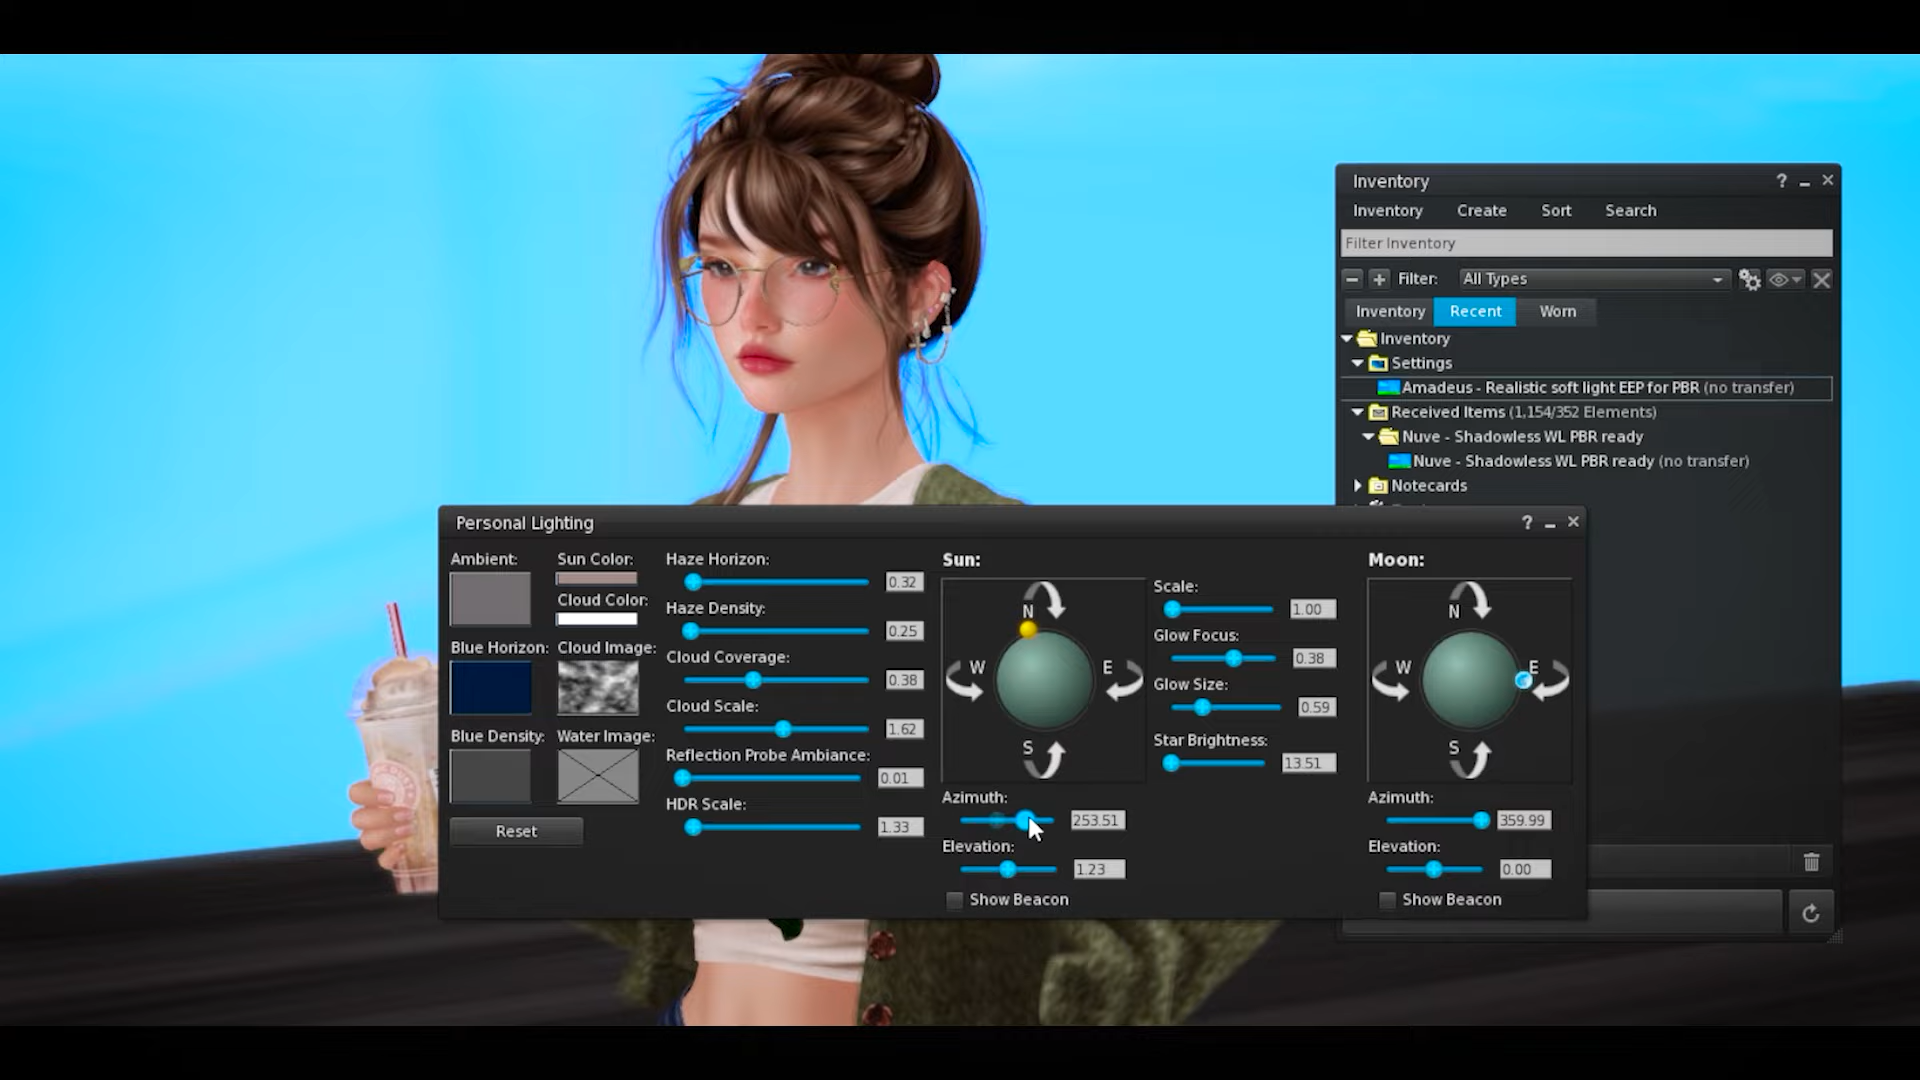 Inventory
Inventory Create Sort Search
Filter Inventory
Filter: All Types
Inventory Recent Worn
Inventory
Settings
Amadeus - Realistic soft light EEP for PBR (no transfer)
Received Items (1,154/352 Elements)
Nuve - Shadowless WL PBR ready
Nuve - Shadowless WL PBR ready (no transfer)
Notecards
Personal Lighting
Ambient:
Sun Color:
Cloud Color:
Blue Horizon:
Cloud Image:
Blue Density:
Water Image:
Reset
Haze Horizon:
0.32
Haze Density:
0.25
Cloud Coverage:
0.38
Cloud Scale:
1.62
Reflection Probe Ambiance:
0.01
HDR Scale:
1.33
Sun:
N
W E
S
Azimuth:
253.51
Elevation:
1.23
Show Beacon
Scale:
1.00
Glow Focus:
0.38
Glow Size:
0.59
Star Brightness:
13.51
Moon:
N
W E
S
Azimuth:
359.99
Elevation:
0.00
Show Beacon